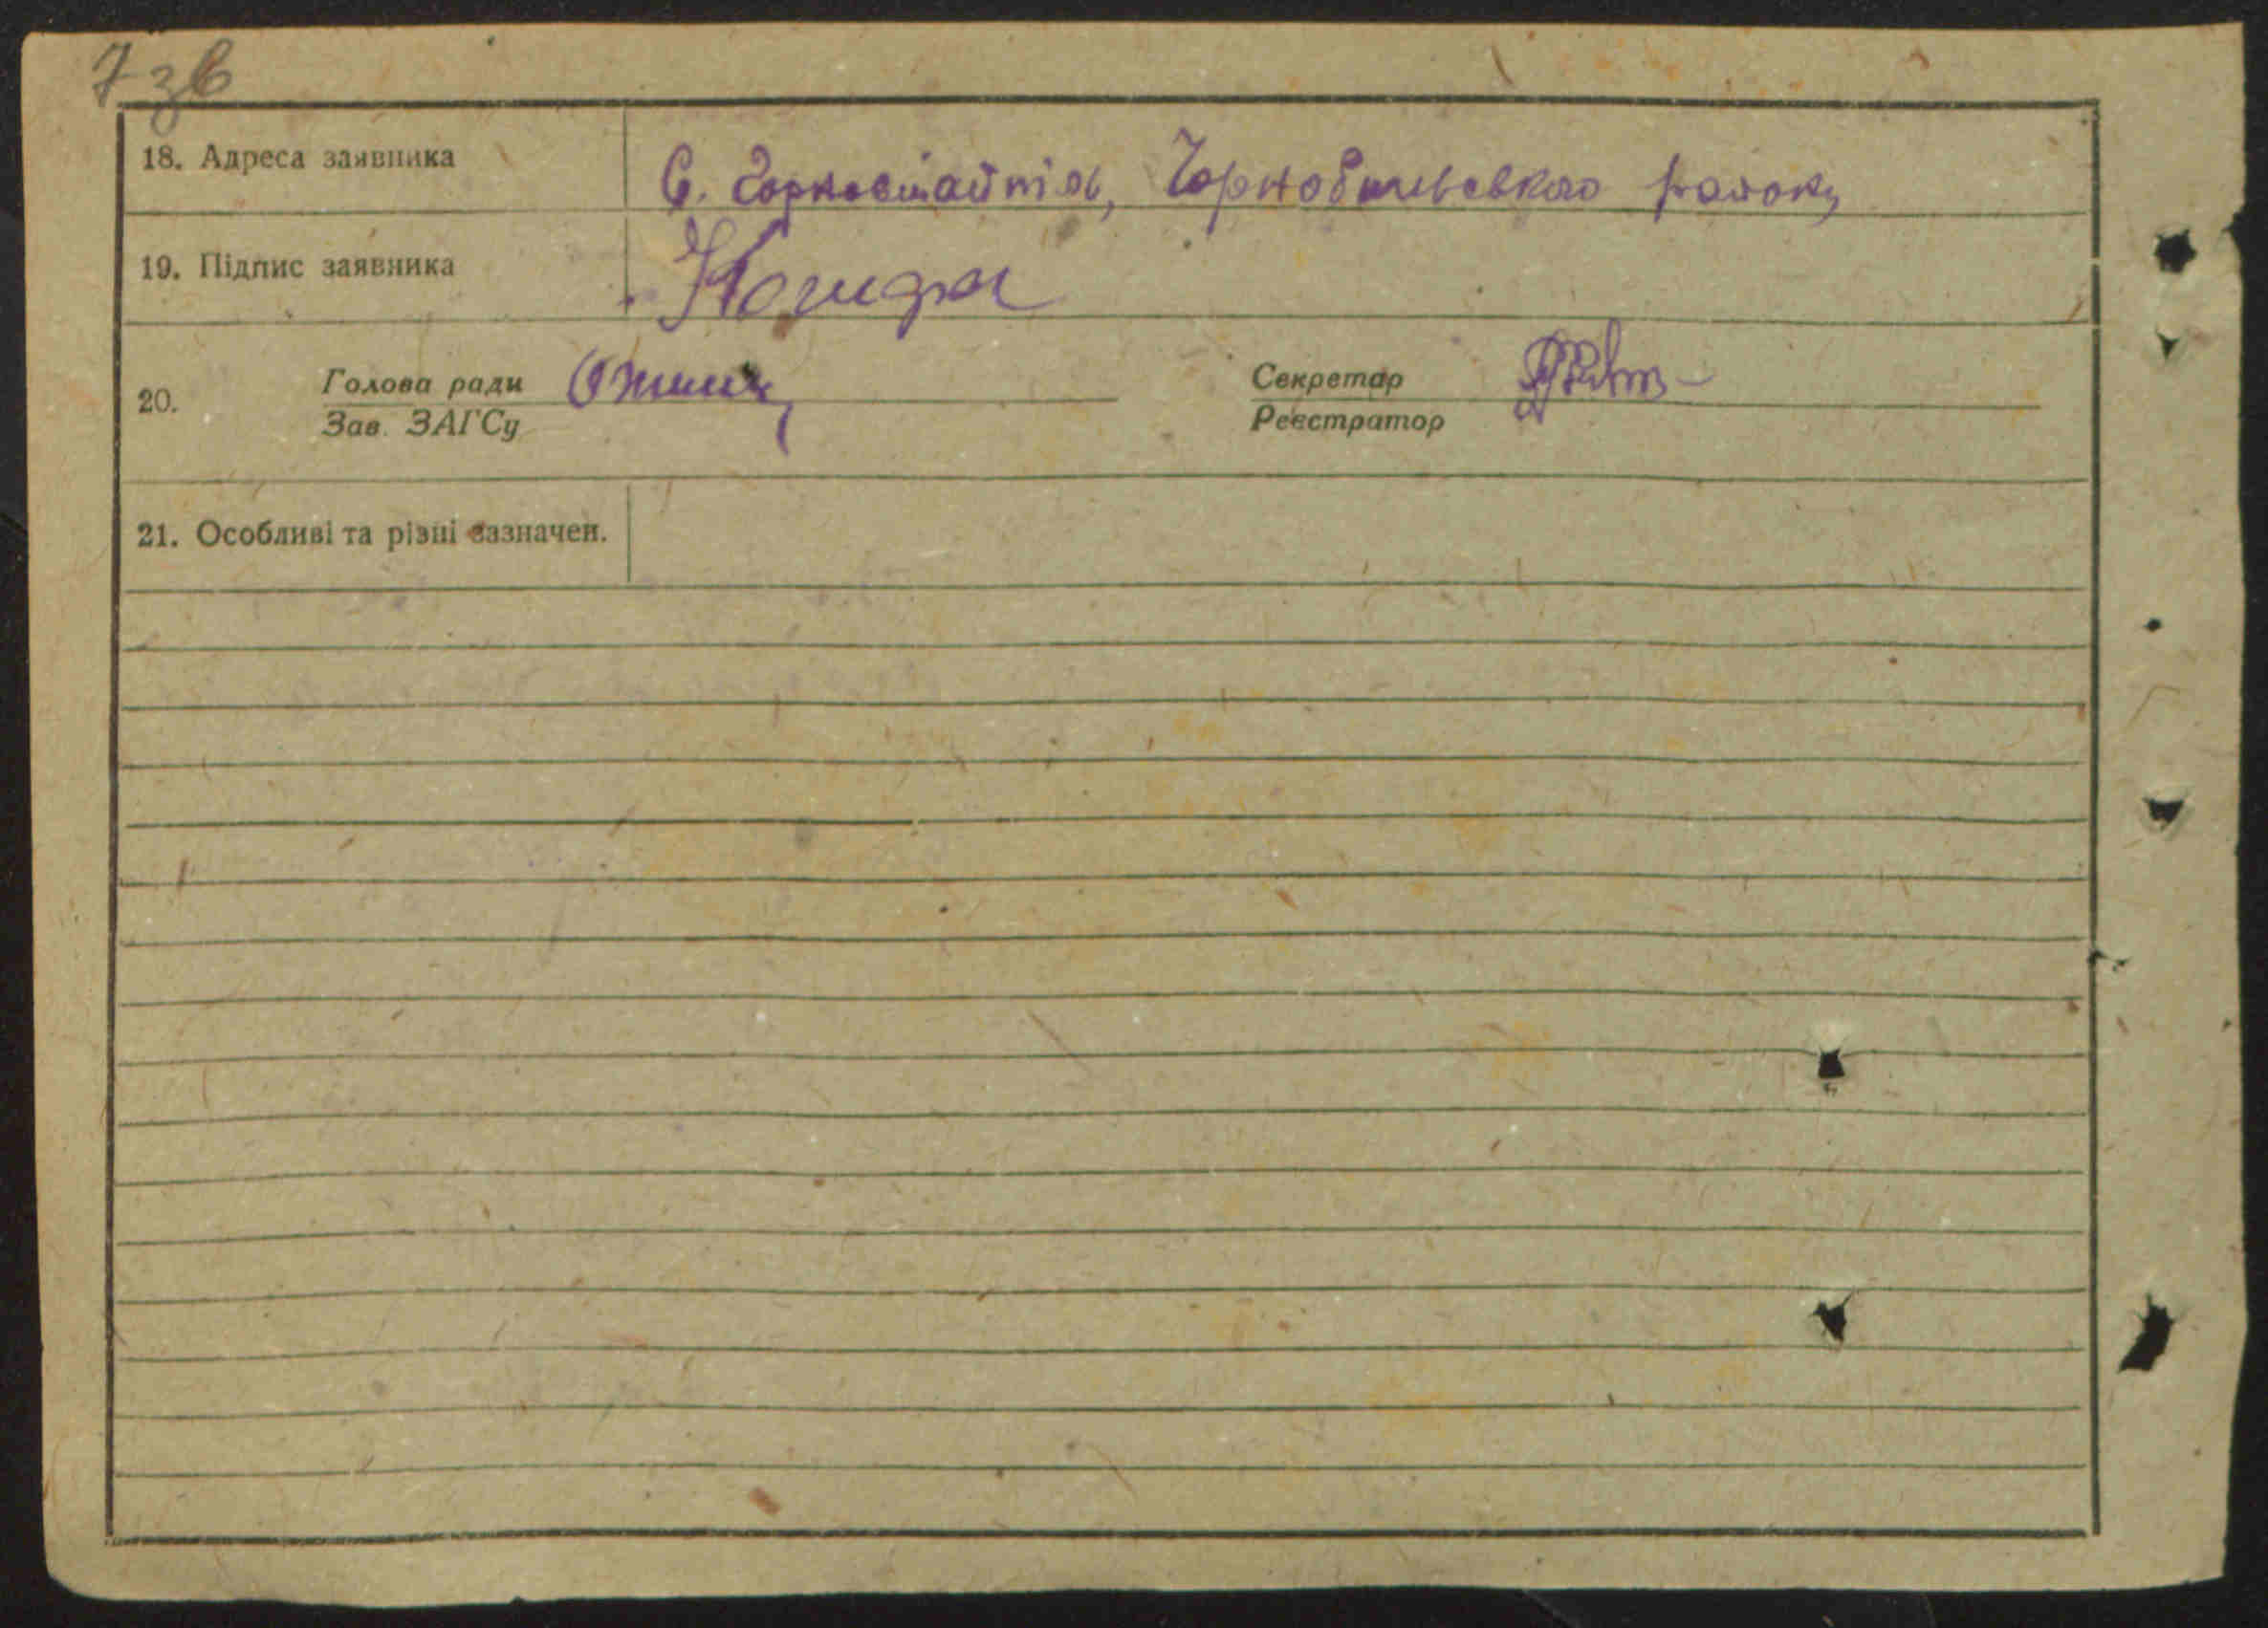 7 зв
18. Адреса заявника С. Горностайпіль, Чорнобильського району
19. Підпис заявника
20. Голова ради Секретар
Зав. ЗАГСу Реєстратор
21. Особливі та різні зазначен.